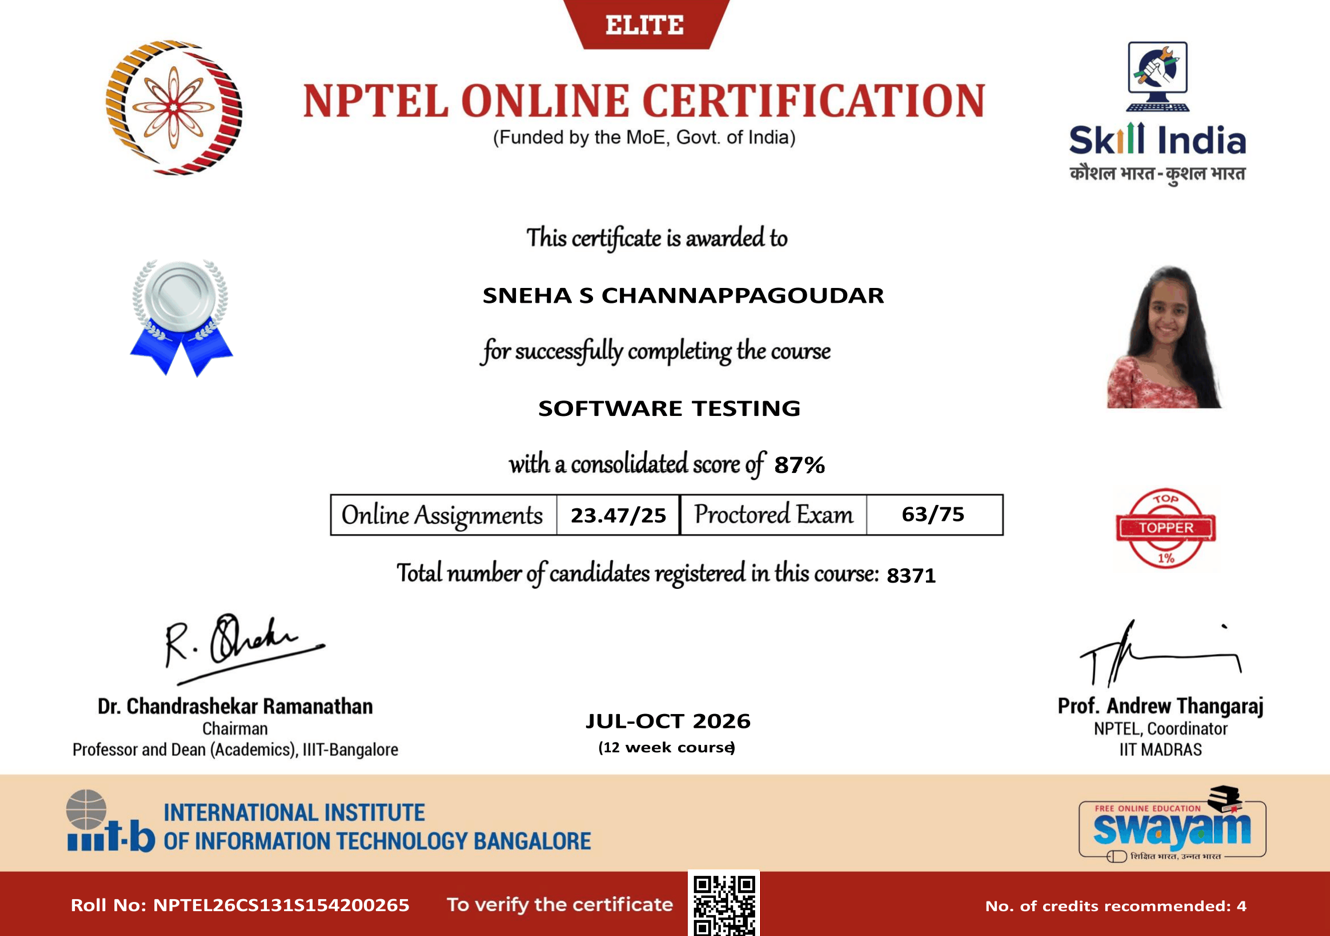 ELITE
NPTEL ONLINE CERTIFICATION
(Funded by the MoE, Govt. of India)
Skill India
कौशल भारत - कुशल भारत
This certificate is awarded to
SNEHA S CHANNAPPAGOUDAR
for successfully completing the course
SOFTWARE TESTING
with a consolidated score of 87%
Online Assignments 23.47/25 Proctored Exam 63/75
TOP
TOPPER
1%
Total number of candidates registered in this course: 8371
Dr. Chandrashekar Ramanathan
Chairman
Professor and Dean (Academics), IIIT-Bangalore
JUL-OCT 2026
(12 week course)
Prof. Andrew Thangaraj
NPTEL, Coordinator
IIT MADRAS
iiit-b
INTERNATIONAL INSTITUTE
OF INFORMATION TECHNOLOGY BANGALORE
FREE ONLINE EDUCATION
swayam
शिक्षित भारत, उन्नत भारत
Roll No: NPTEL26CS131S154200265
To verify the certificate
No. of credits recommended: 4